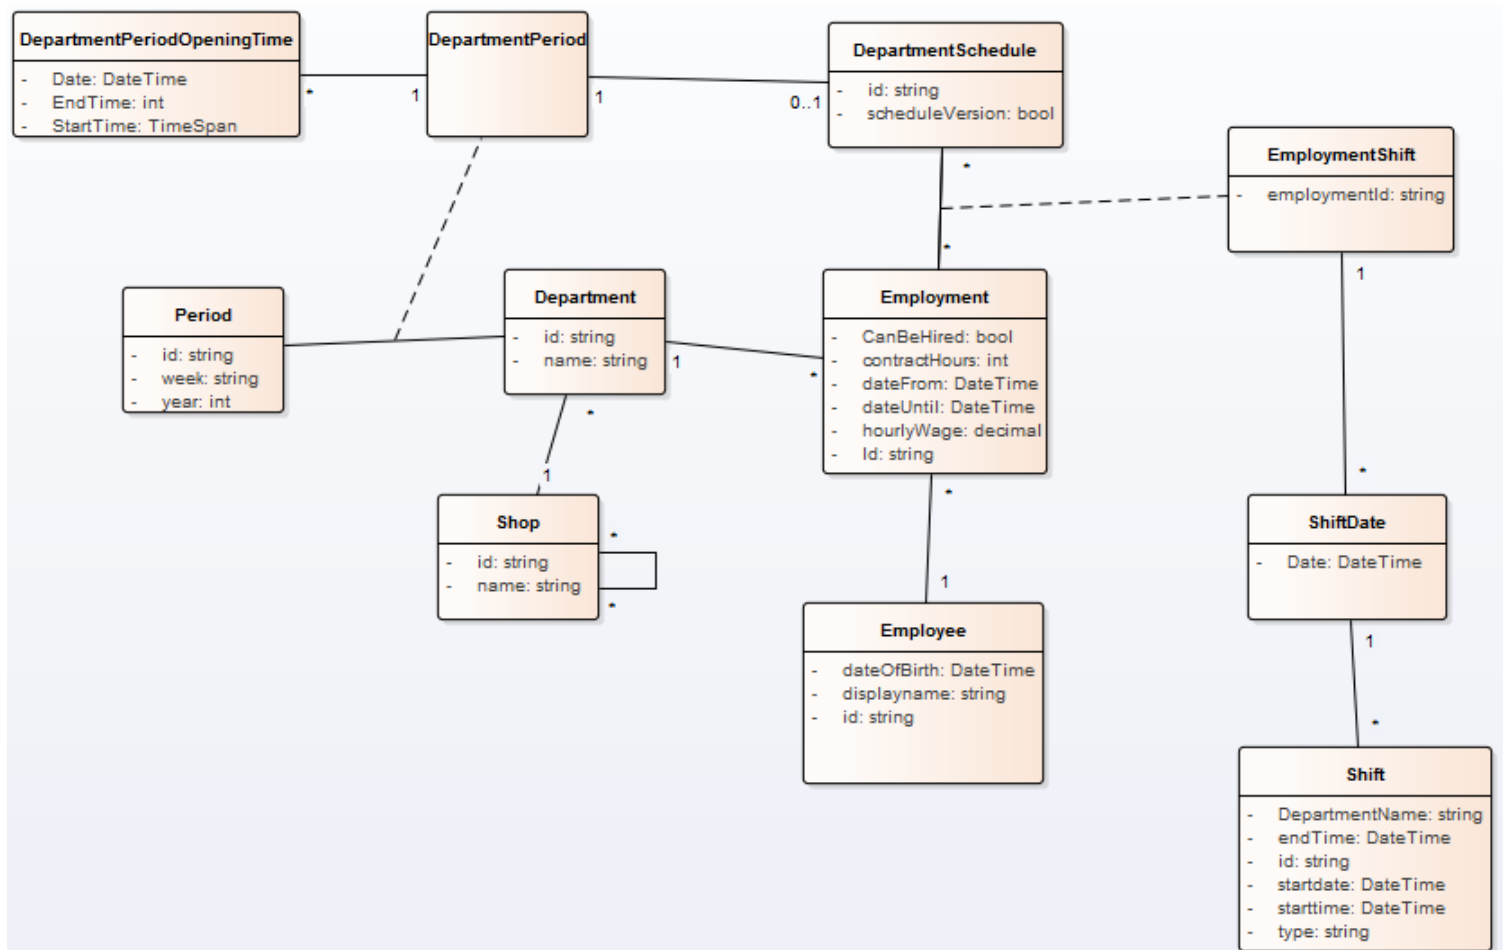 DepartmentPeriodOpeningTime
- Date: DateTime
- EndTime: int
- StartTime: TimeSpan
*
1
DepartmentPeriod
1
0..1
DepartmentSchedule
- id: string
- scheduleVersion: bool
*
*
EmploymentShift
- employmentId: string
1
*
Period
- id: string
- week: string
- year: int
Department
- id: string
- name: string
1
*
*
1
Employment
- CanBeHired: bool
- contractHours: int
- dateFrom: DateTime
- dateUntil: DateTime
- hourlyWage: decimal
- Id: string
*
1
Shop
- id: string
- name: string
*
*
ShiftDate
- Date: DateTime
1
*
Employee
- dateOfBirth: DateTime
- displayname: string
- id: string
Shift
- DepartmentName: string
- endTime: DateTime
- id: string
- startdate: DateTime
- starttime: DateTime
- type: string